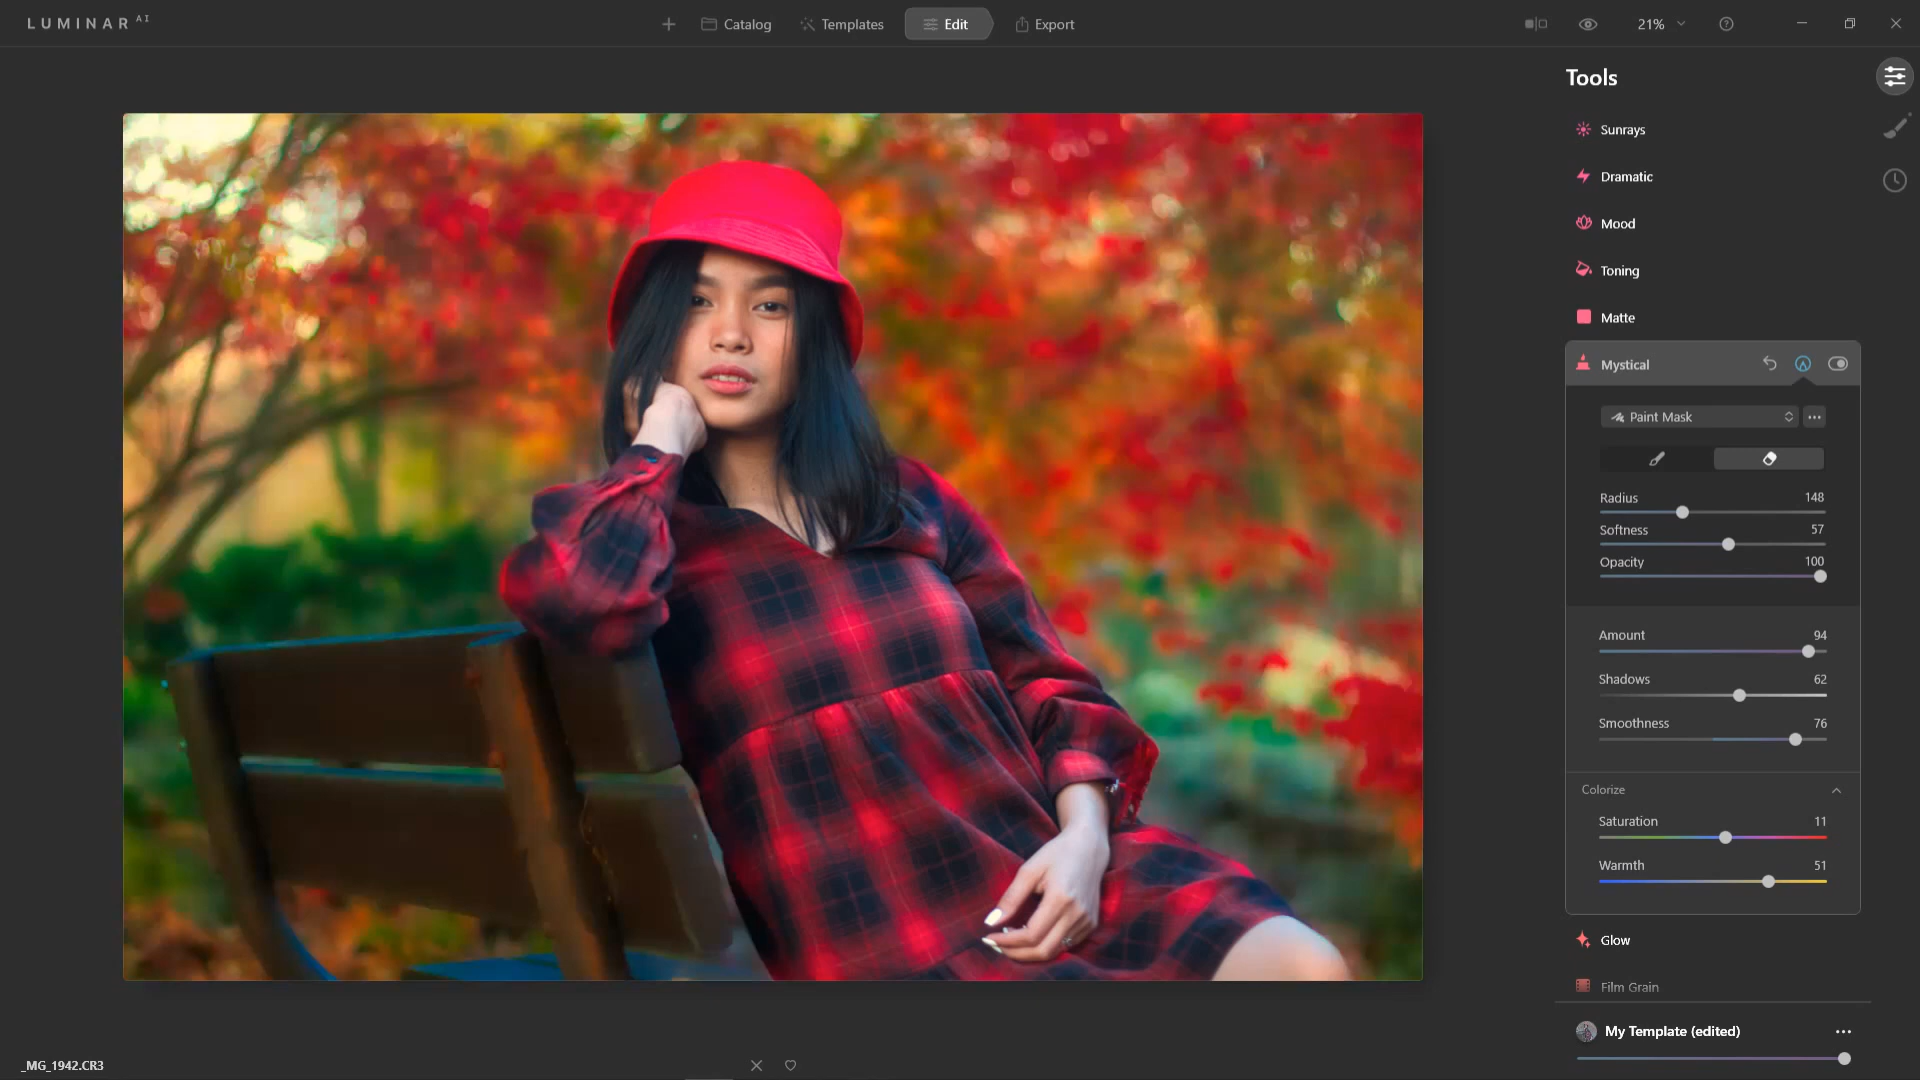 LUMINAR AI
Catalog
Templates
Edit
Export
21%
Tools
Sunrays
Dramatic
Mood
Toning
Matte
Mystical
Paint Mask
Radius 148
Softness 57
Opacity 100
Amount 94
Shadows 62
Smoothness 76
Colorize
Saturation 11
Warmth 51
Glow
Film Grain
My Template (edited)
_MG_1942.CR3